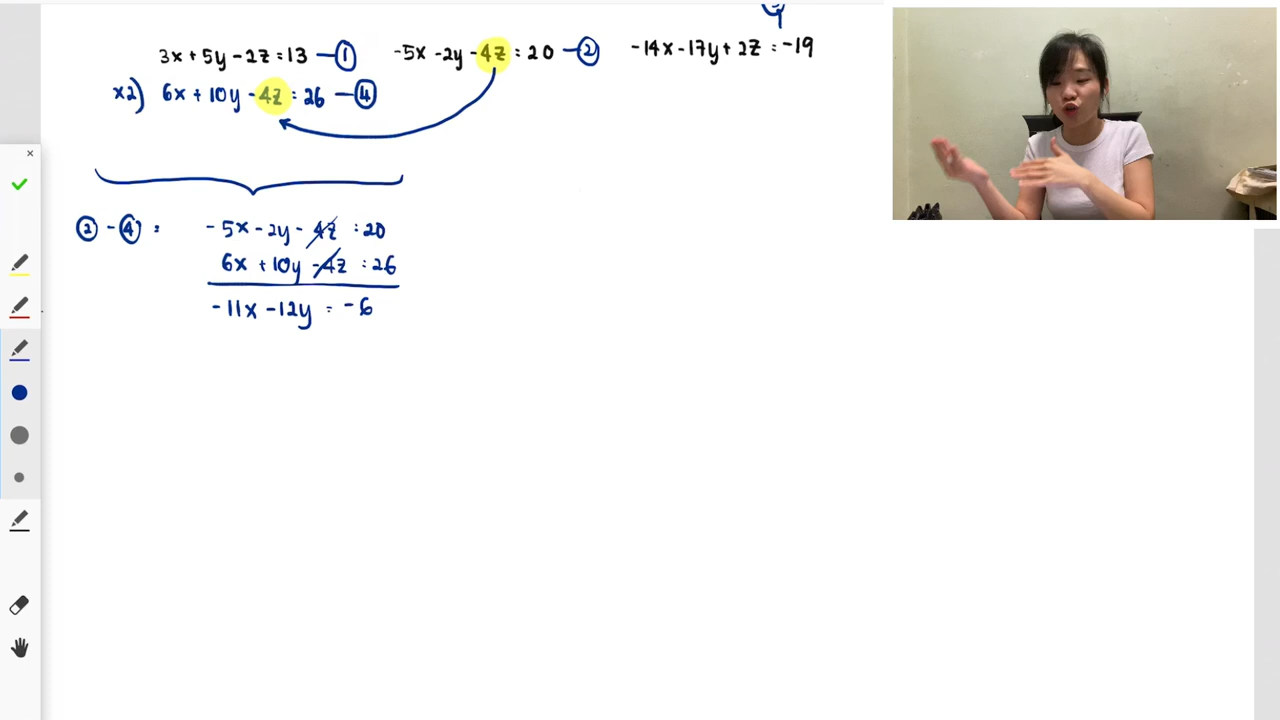 3x + 5y - 2z = 13 — ① -5x - 2y - 4z = 20 — ② -14x - 17y + 2z = -19
x2) 6x + 10y - 4z = 26 — ④
② - ④ : -5x - 2y - 4z = 20
6x + 10y - 4z = 26
-11x - 12y = -6